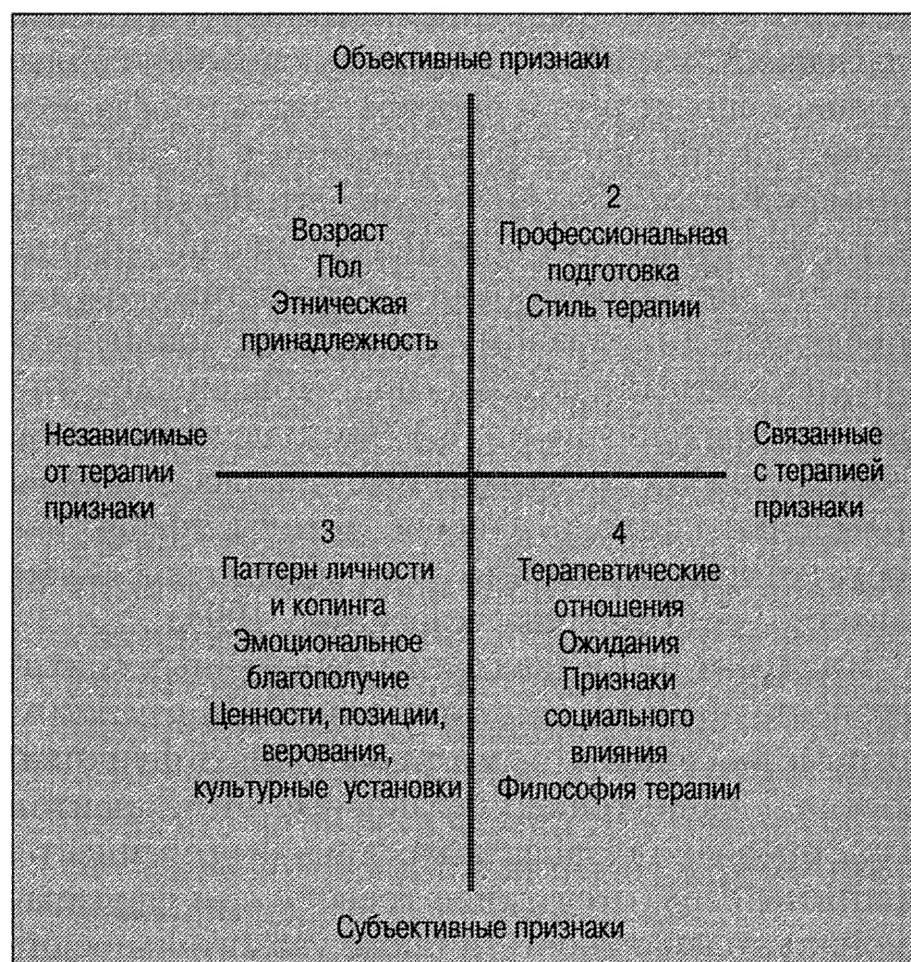 Объективные признаки
1
Возраст
Пол
Этническая
принадлежность
2
Профессиональная
подготовка
Стиль терапии
Независимые
от терапии
признаки
Связанные
с терапией
признаки
3
Паттерн личности
и копинга
Эмоциональное
благополучие
Ценности, позиции,
верования,
культурные установки
4
Терапевтические
отношения
Ожидания
Признаки
социального
влияния
Философия терапии
Субъективные признаки